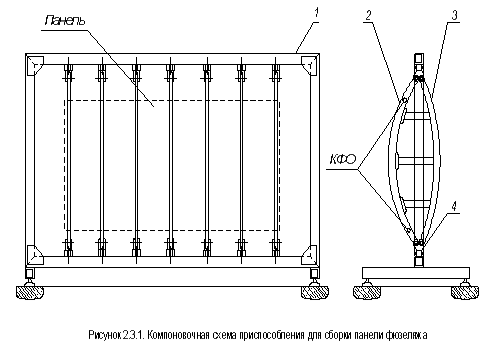 Панель
1
2
3
КФО
4
Рисунок 2.3.1. Компоновочная схема приспособления для сборки панели фюзеляжа